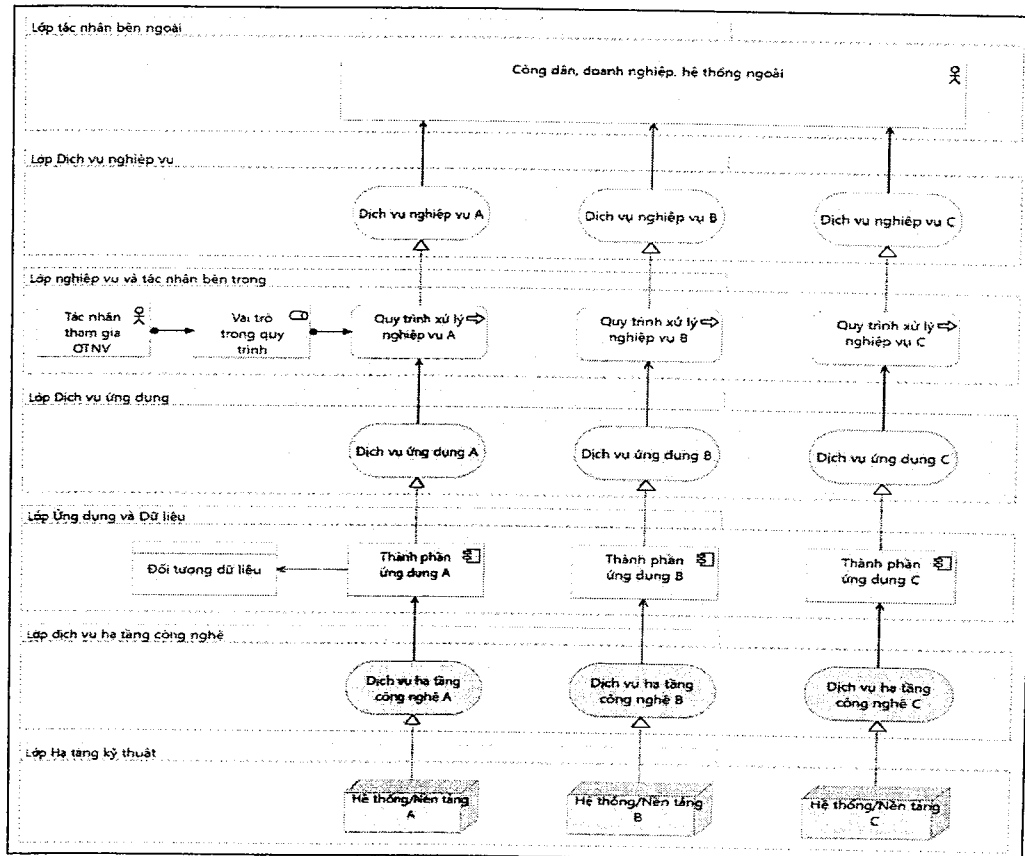 Lớp tác nhân bên ngoài
Công dân, doanh nghiệp, hệ thống ngoài
Lớp Dịch vụ nghiệp vụ
Dịch vụ nghiệp vụ A
Dịch vụ nghiệp vụ B
Dịch vụ nghiệp vụ C
Lớp nghiệp vụ và tác nhân bên trong
Tác nhân
tham gia
QTNV
Vai trò
trong quy
trình
Quy trình xử lý
nghiệp vụ A
Quy trình xử lý
nghiệp vụ B
Quy trình xử lý
nghiệp vụ C
Lớp Dịch vụ ứng dụng
Dịch vụ ứng dụng A
Dịch vụ ứng dụng B
Dịch vụ ứng dụng C
Lớp Ứng dụng và Dữ liệu
Đối tượng dữ liệu
Thành phần
ứng dụng A
Thành phần
ứng dụng B
Thành phần
ứng dụng C
Lớp dịch vụ hạ tầng công nghệ
Dịch vụ hạ tầng
công nghệ A
Dịch vụ hạ tầng
công nghệ B
Dịch vụ hạ tầng
công nghệ C
Lớp Hạ tầng kỹ thuật
Hệ thống/Nền tảng
A
Hệ thống/Nền tảng
B
Hệ thống/Nền tảng
C